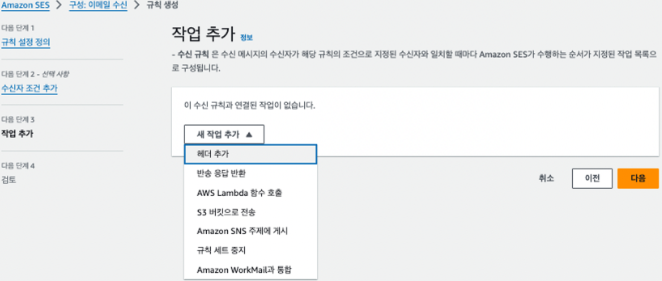 Amazon SES > 구성: 이메일 수신 > 규칙 생성
다음 단계 1
규칙 설정 정의
다음 단계 2 - 선택 사항
수신자 조건 추가
다음 단계 3
작업 추가
다음 단계 4
검토
작업 추가 정보
- 수신 규칙 은 수신 메시지의 수신자가 해당 규칙의 조건으로 지정된 수신자와 일치할 때마다 Amazon SES가 수행하는 순서가 지정된 작업 목록
으로 구성됩니다.
이 수신 규칙과 연결된 작업이 없습니다.
새 작업 추가 ▲
헤더 추가
반송 응답 반환
AWS Lambda 함수 호출
S3 버킷으로 전송
Amazon SNS 주제에 게시
규칙 세트 중지
Amazon WorkMail과 통합
취소 이전 다음